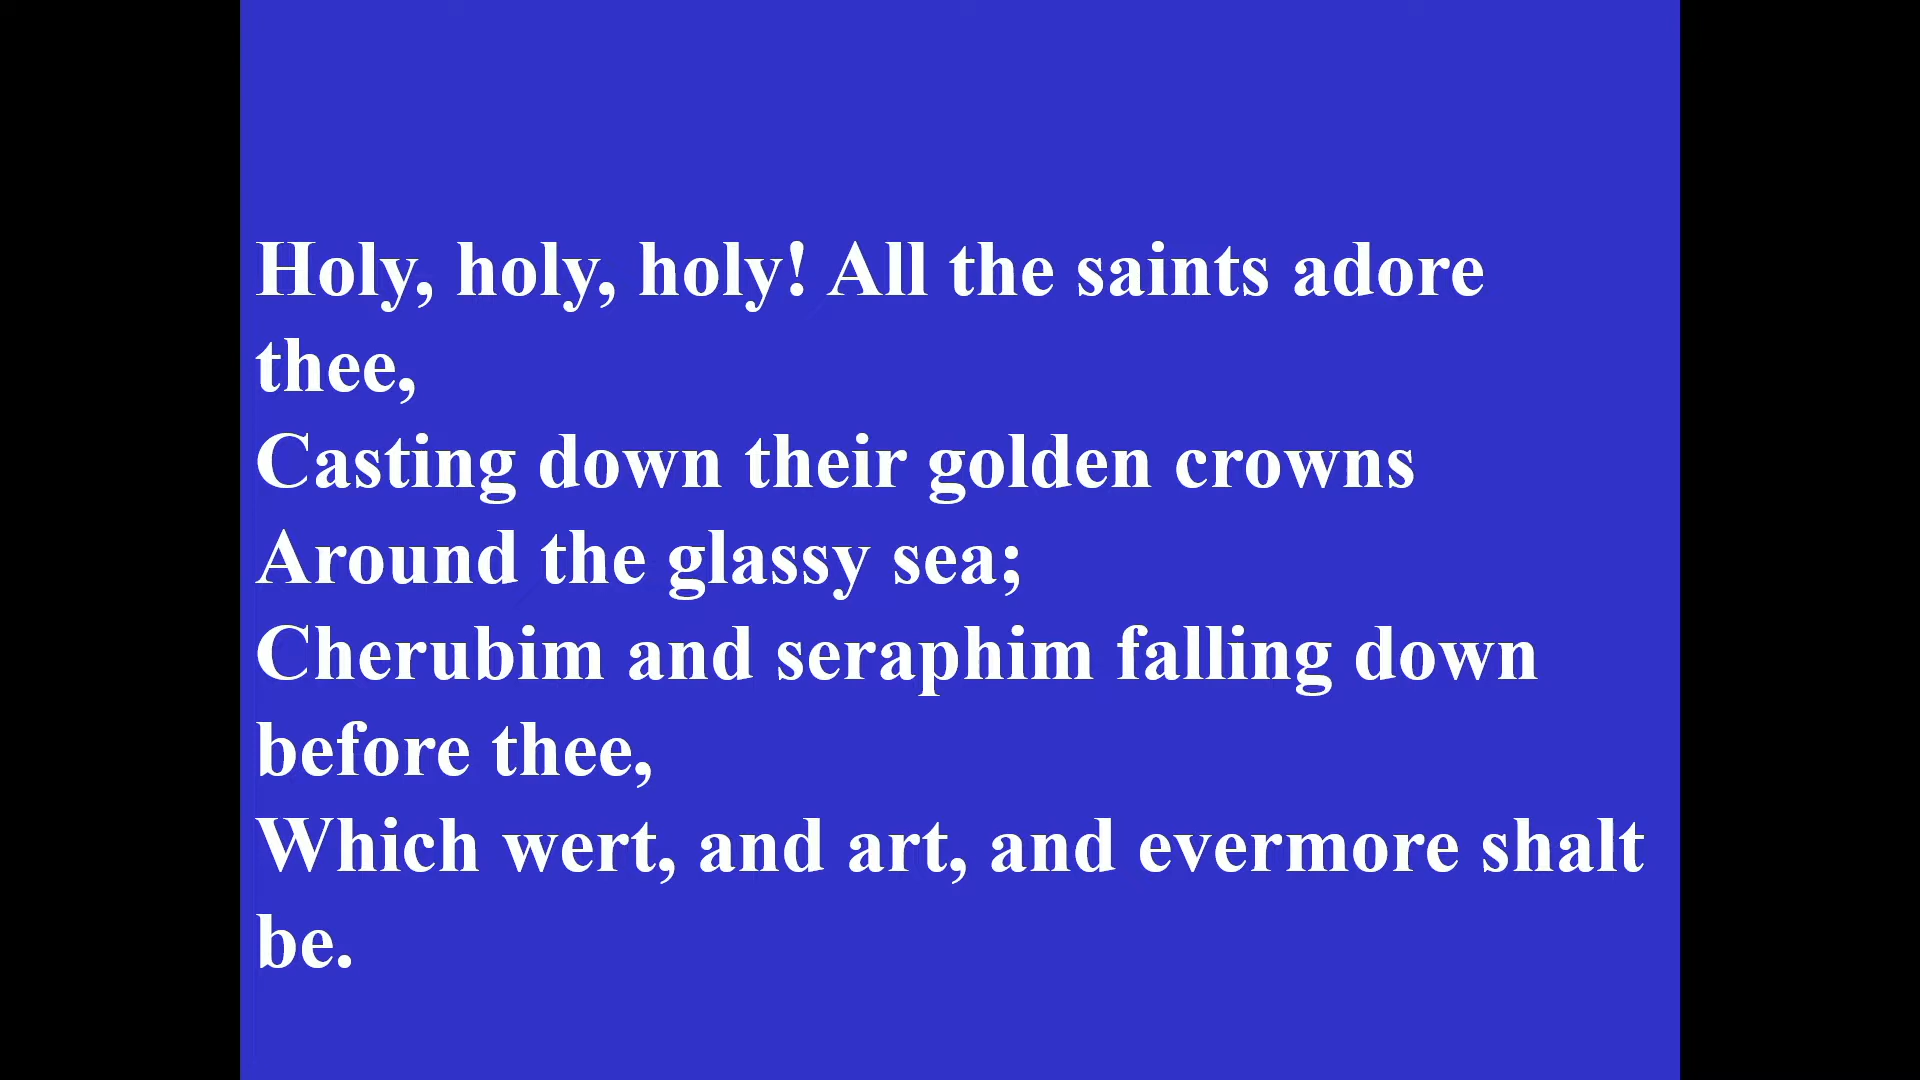 Holy, holy, holy! All the saints adore
thee,
Casting down their golden crowns
Around the glassy sea;
Cherubim and seraphim falling down
before thee,
Which wert, and art, and evermore shalt
be.